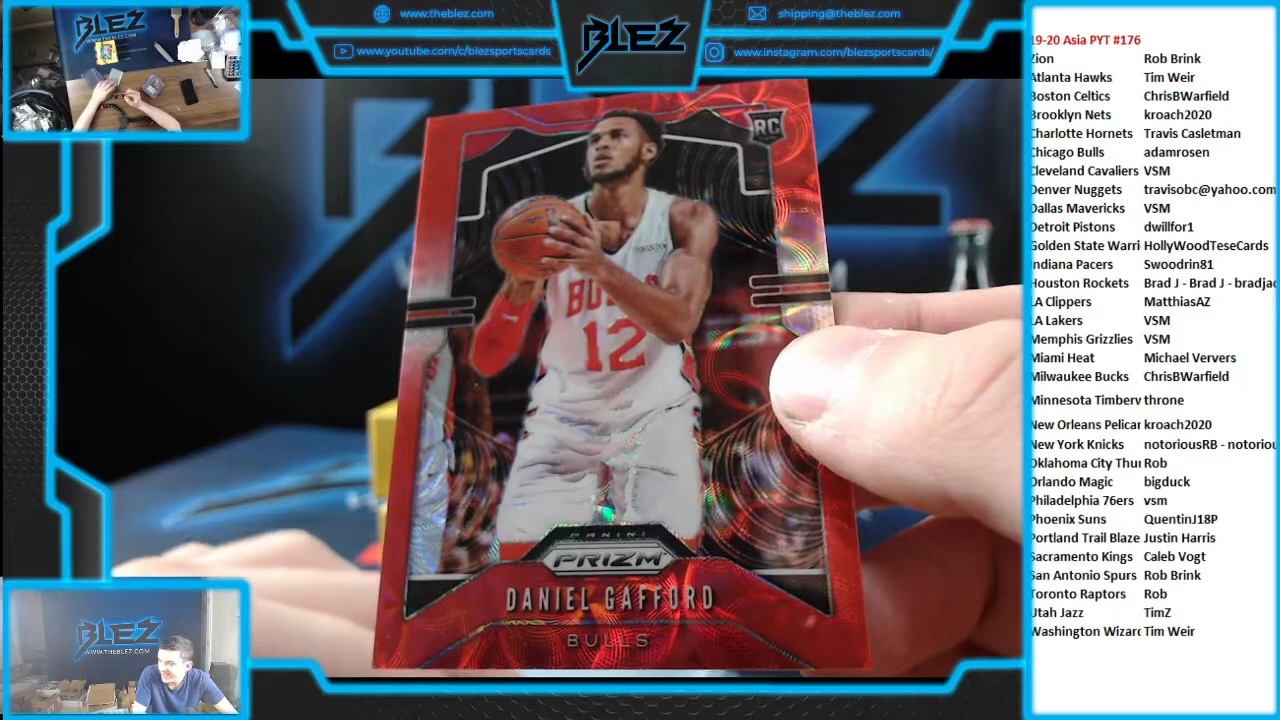 www.theblez.com
www.youtube.com/c/blezsportscards
BLEZ
shipping@theblez.com
www.instagram.com/blezsportscards/
BLEZ
WWW.THEBLEZ.COM
RC
BULLS
12
PANINI
PRIZM
DANIEL GAFFORD
BULLS
BLEZ
WWW.THEBLEZ.COM
19-20 Asia PYT #176
Zion Rob Brink
Atlanta Hawks Tim Weir
Boston Celtics ChrisBWarfield
Brooklyn Nets kroach2020
Charlotte Hornets Travis Casletman
Chicago Bulls adamrosen
Cleveland Cavaliers VSM
Denver Nuggets travisobc@yahoo.com
Dallas Mavericks VSM
Detroit Pistons dwillfor1
Golden State Warri HollyWoodTeseCards
Indiana Pacers Swoodrin81
Houston Rockets Brad J - Brad J - bradjac
LA Clippers MatthiasAZ
LA Lakers VSM
Memphis Grizzlies VSM
Miami Heat Michael Ververs
Milwaukee Bucks ChrisBWarfield
Minnesota Timberv throne
New Orleans Pelicar kroach2020
New York Knicks notoriousRB - notoriou
Oklahoma City Thu Rob
Orlando Magic bigduck
Philadelphia 76ers vsm
Phoenix Suns QuentinJ18P
Portland Trail Blaze Justin Harris
Sacramento Kings Caleb Vogt
San Antonio Spurs Rob Brink
Toronto Raptors Rob
Utah Jazz TimZ
Washington Wizard Tim Weir